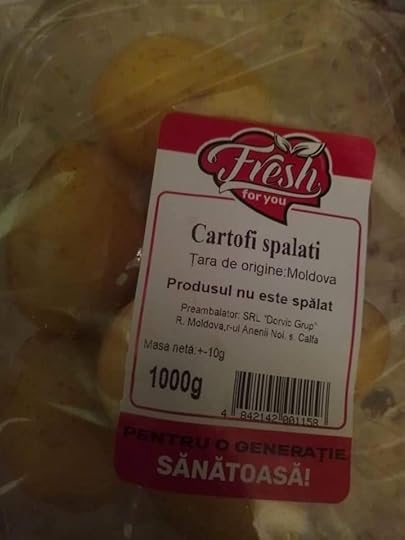 Fresh
for you
Cartofi spalati
Țara de origine:Moldova
Produsul nu este spălat
Preambalator: SRL "Dorvic Grup"
R. Moldova,r-ul Anenii Noi, s. Calfa
Masa netă:+-10g
1000g
4 842142 001158
PENTRU O GENERAȚIE
SĂNĂTOASĂ!